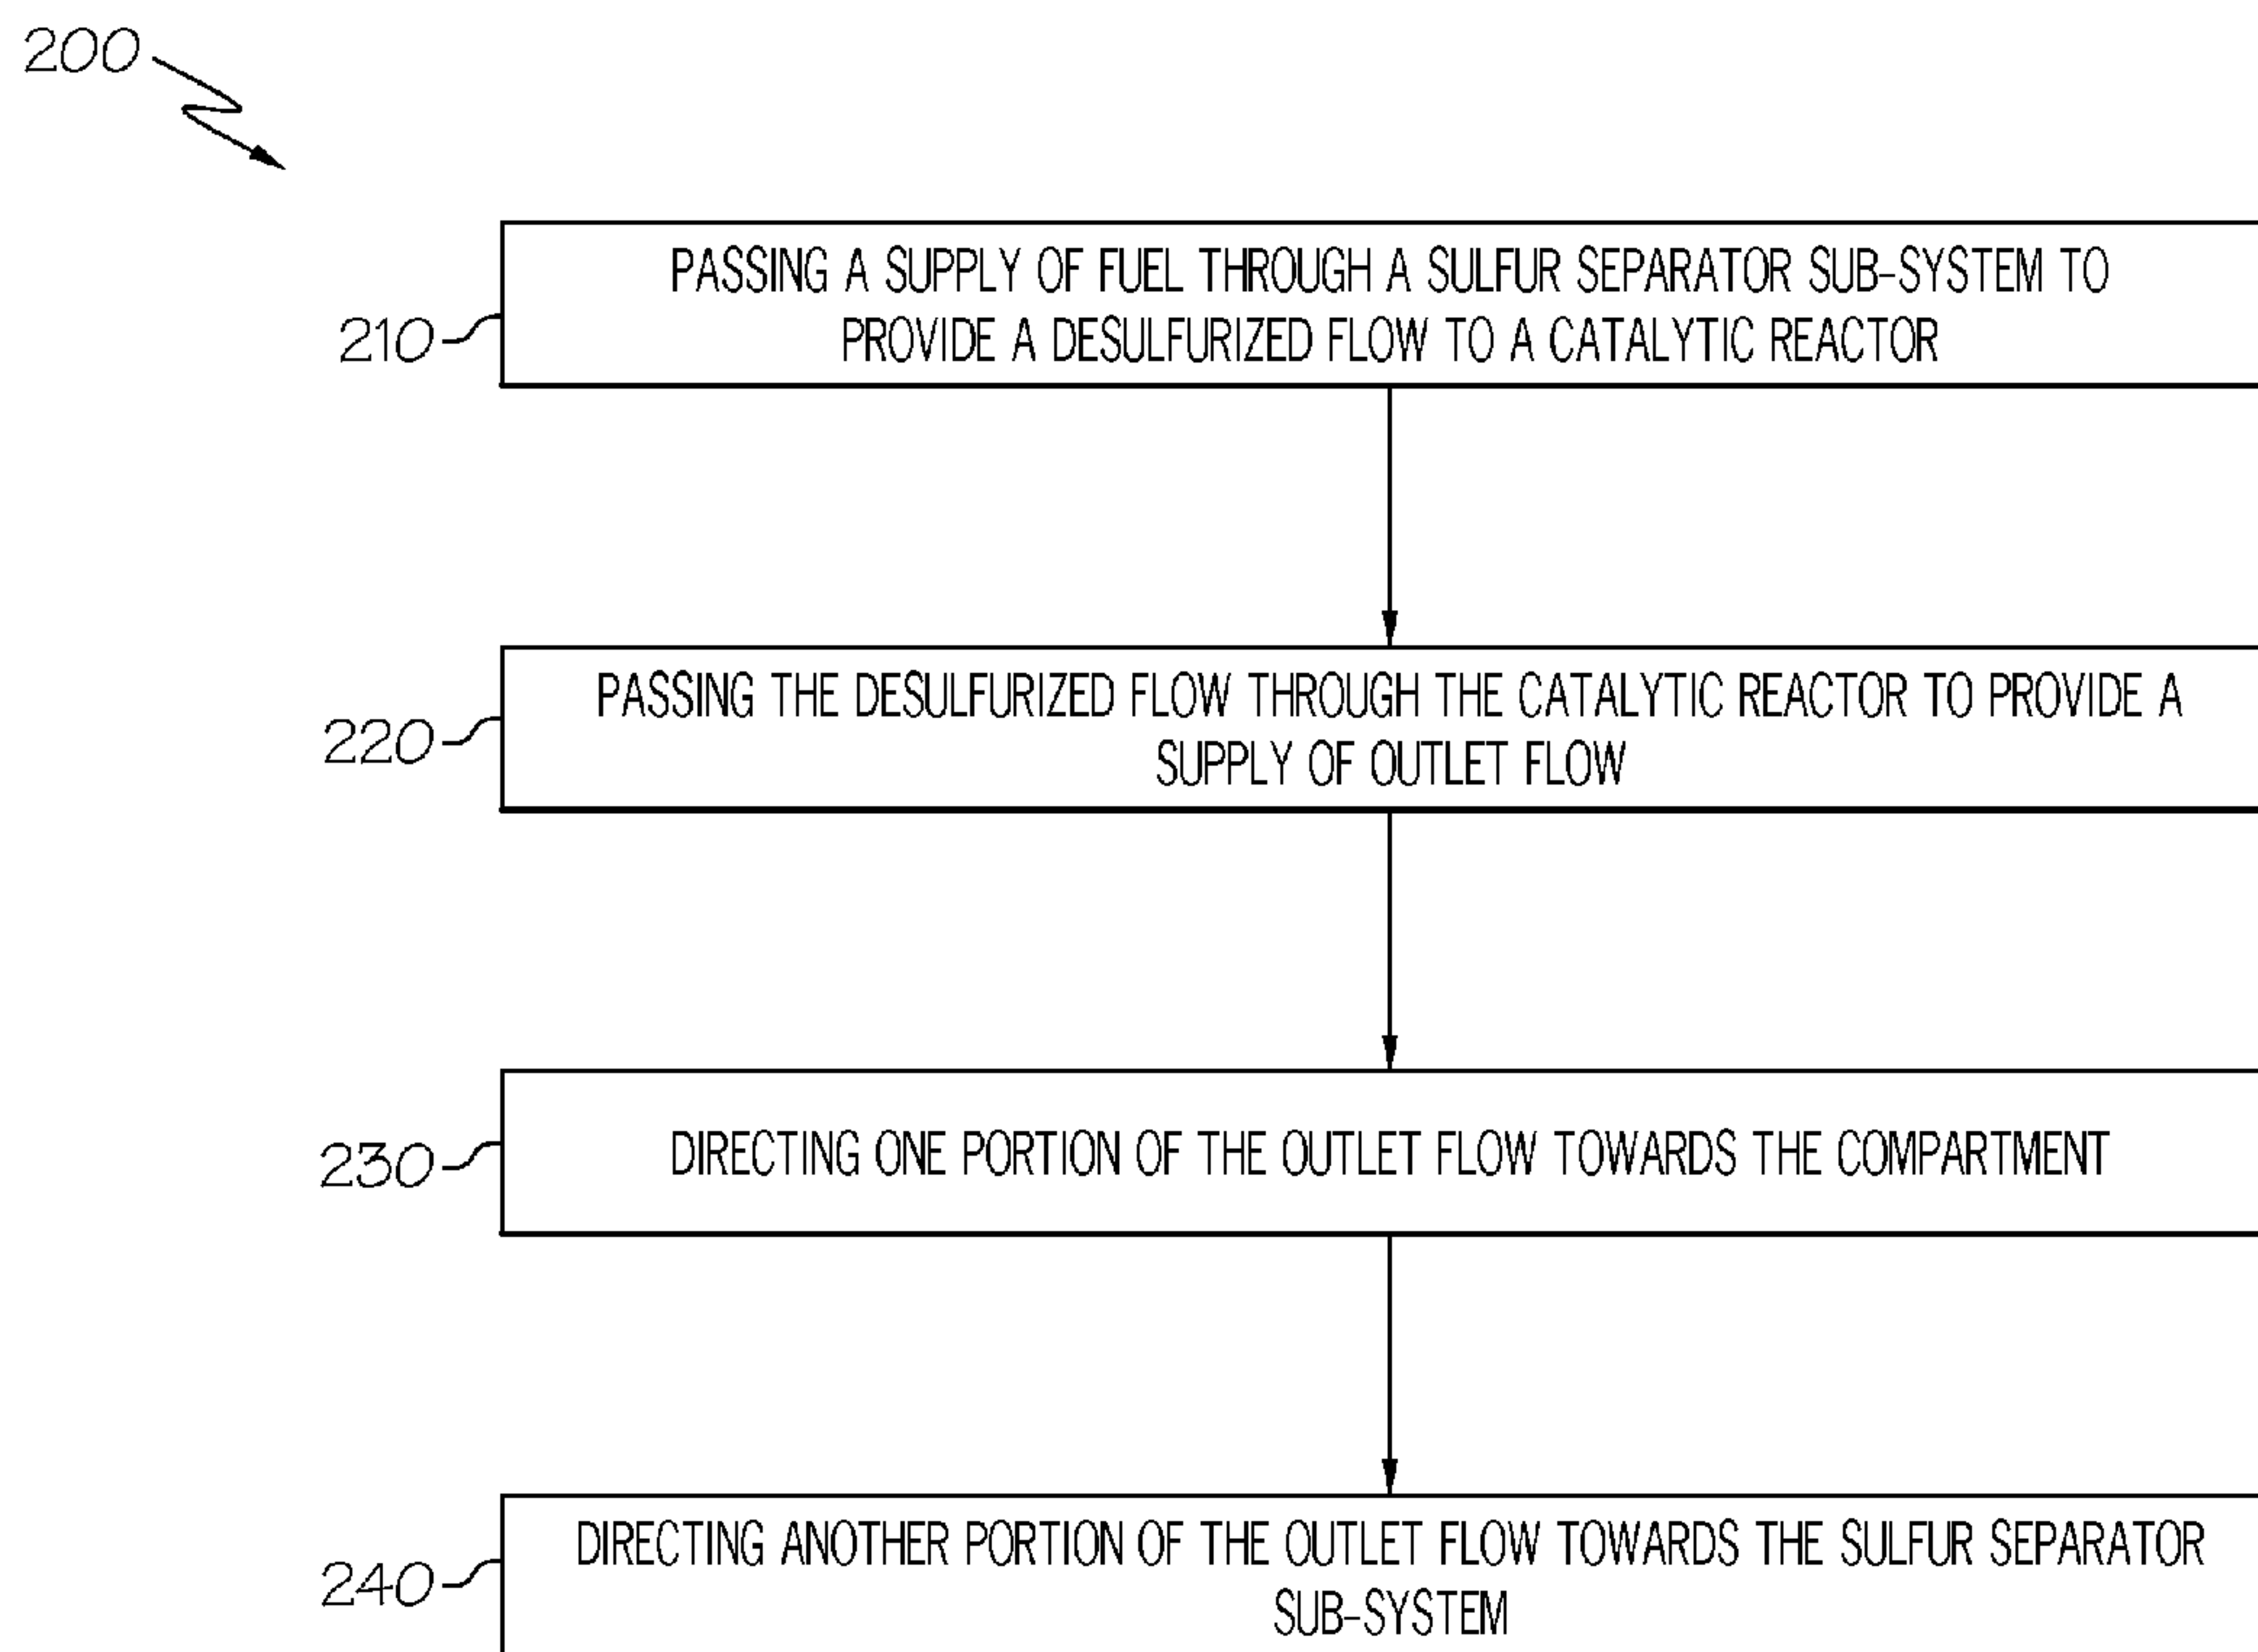 200
210
PASSING A SUPPLY OF FUEL THROUGH A SULFUR SEPARATOR SUB-SYSTEM TO
PROVIDE A DESULFURIZED FLOW TO A CATALYTIC REACTOR
220
PASSING THE DESULFURIZED FLOW THROUGH THE CATALYTIC REACTOR TO PROVIDE A
SUPPLY OF OUTLET FLOW
230
DIRECTING ONE PORTION OF THE OUTLET FLOW TOWARDS THE COMPARTMENT
240
DIRECTING ANOTHER PORTION OF THE OUTLET FLOW TOWARDS THE SULFUR SEPARATOR
SUB-SYSTEM